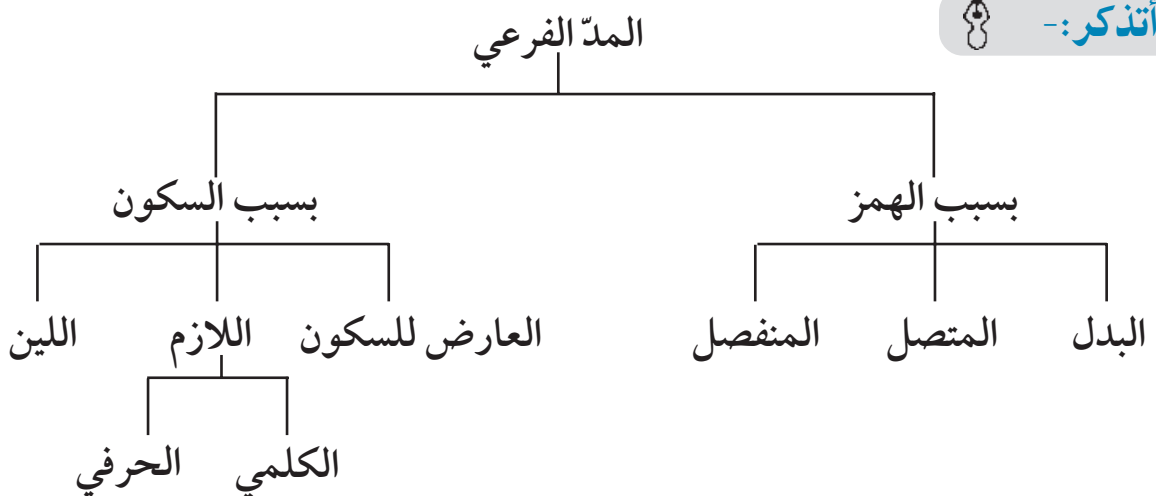 أتذكر:-
المدّ الفرعي
بسبب الهمز بسبب السكون
البدل المتصل المنفصل العارض للسكون اللازم اللين
الكلمي الحرفي